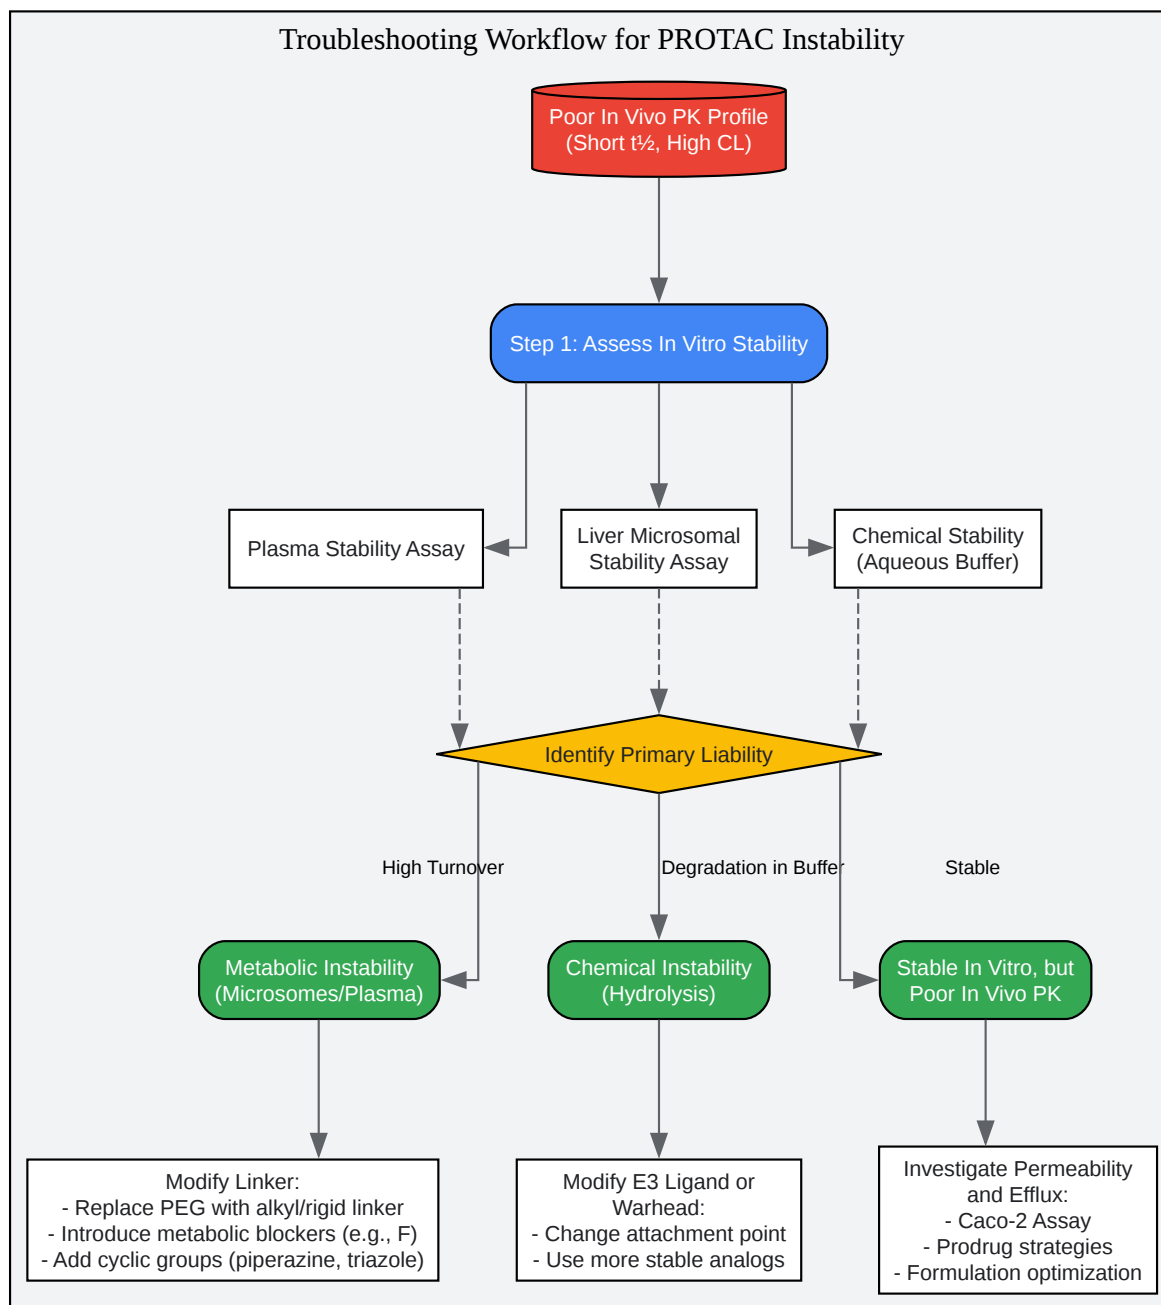 Troubleshooting Workflow for PROTAC Instability
Poor In Vivo PK Profile
(Short t½, High CL)
Step 1: Assess In Vitro Stability
Plasma Stability Assay
Liver Microsomal
Stability Assay
Chemical Stability
(Aqueous Buffer)
Identify Primary Liability
High Turnover
Degradation in Buffer
Stable
Metabolic Instability
(Microsomes/Plasma)
Chemical Instability
(Hydrolysis)
Stable In Vitro, but
Poor In Vivo PK
Modify Linker:
- Replace PEG with alkyl/rigid linker
- Introduce metabolic blockers (e.g., F)
- Add cyclic groups (piperazine, triazole)
Modify E3 Ligand or
Warhead:
- Change attachment point
- Use more stable analogs
Investigate Permeability
and Efflux:
- Caco-2 Assay
- Prodrug strategies
- Formulation optimization